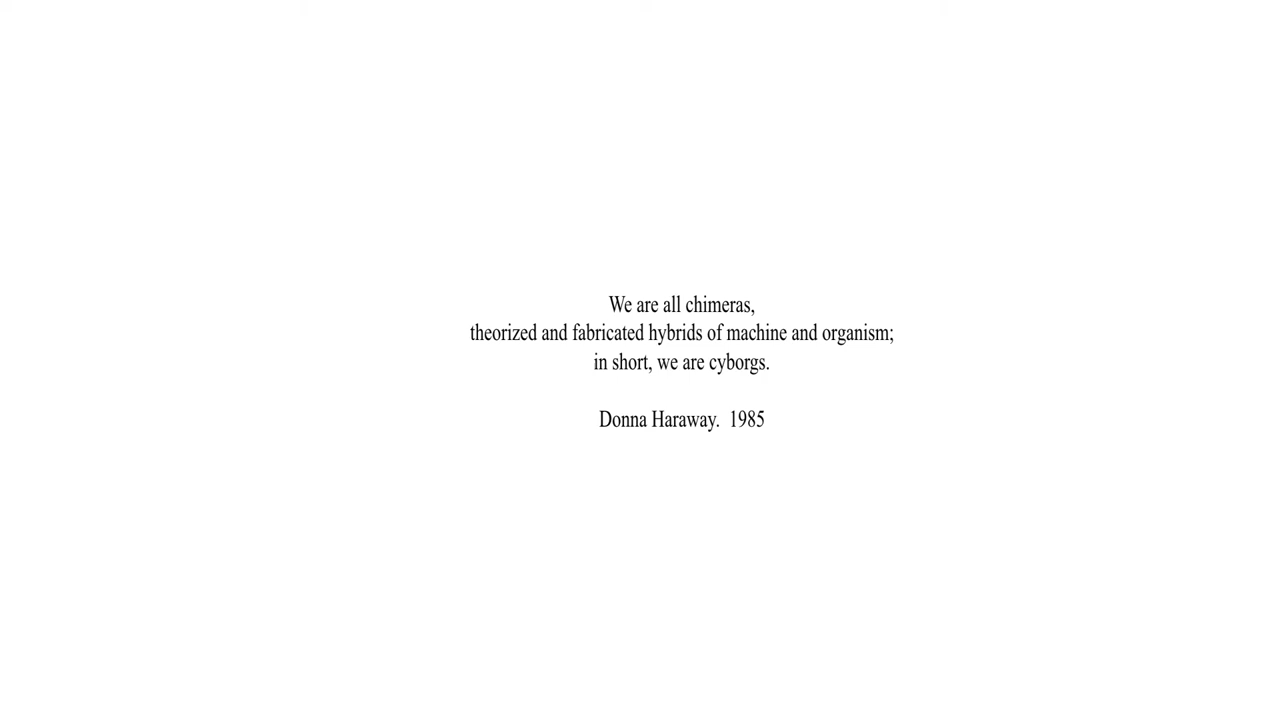 We are all chimeras,
theorized and fabricated hybrids of machine and organism;
in short, we are cyborgs.
Donna Haraway.  1985